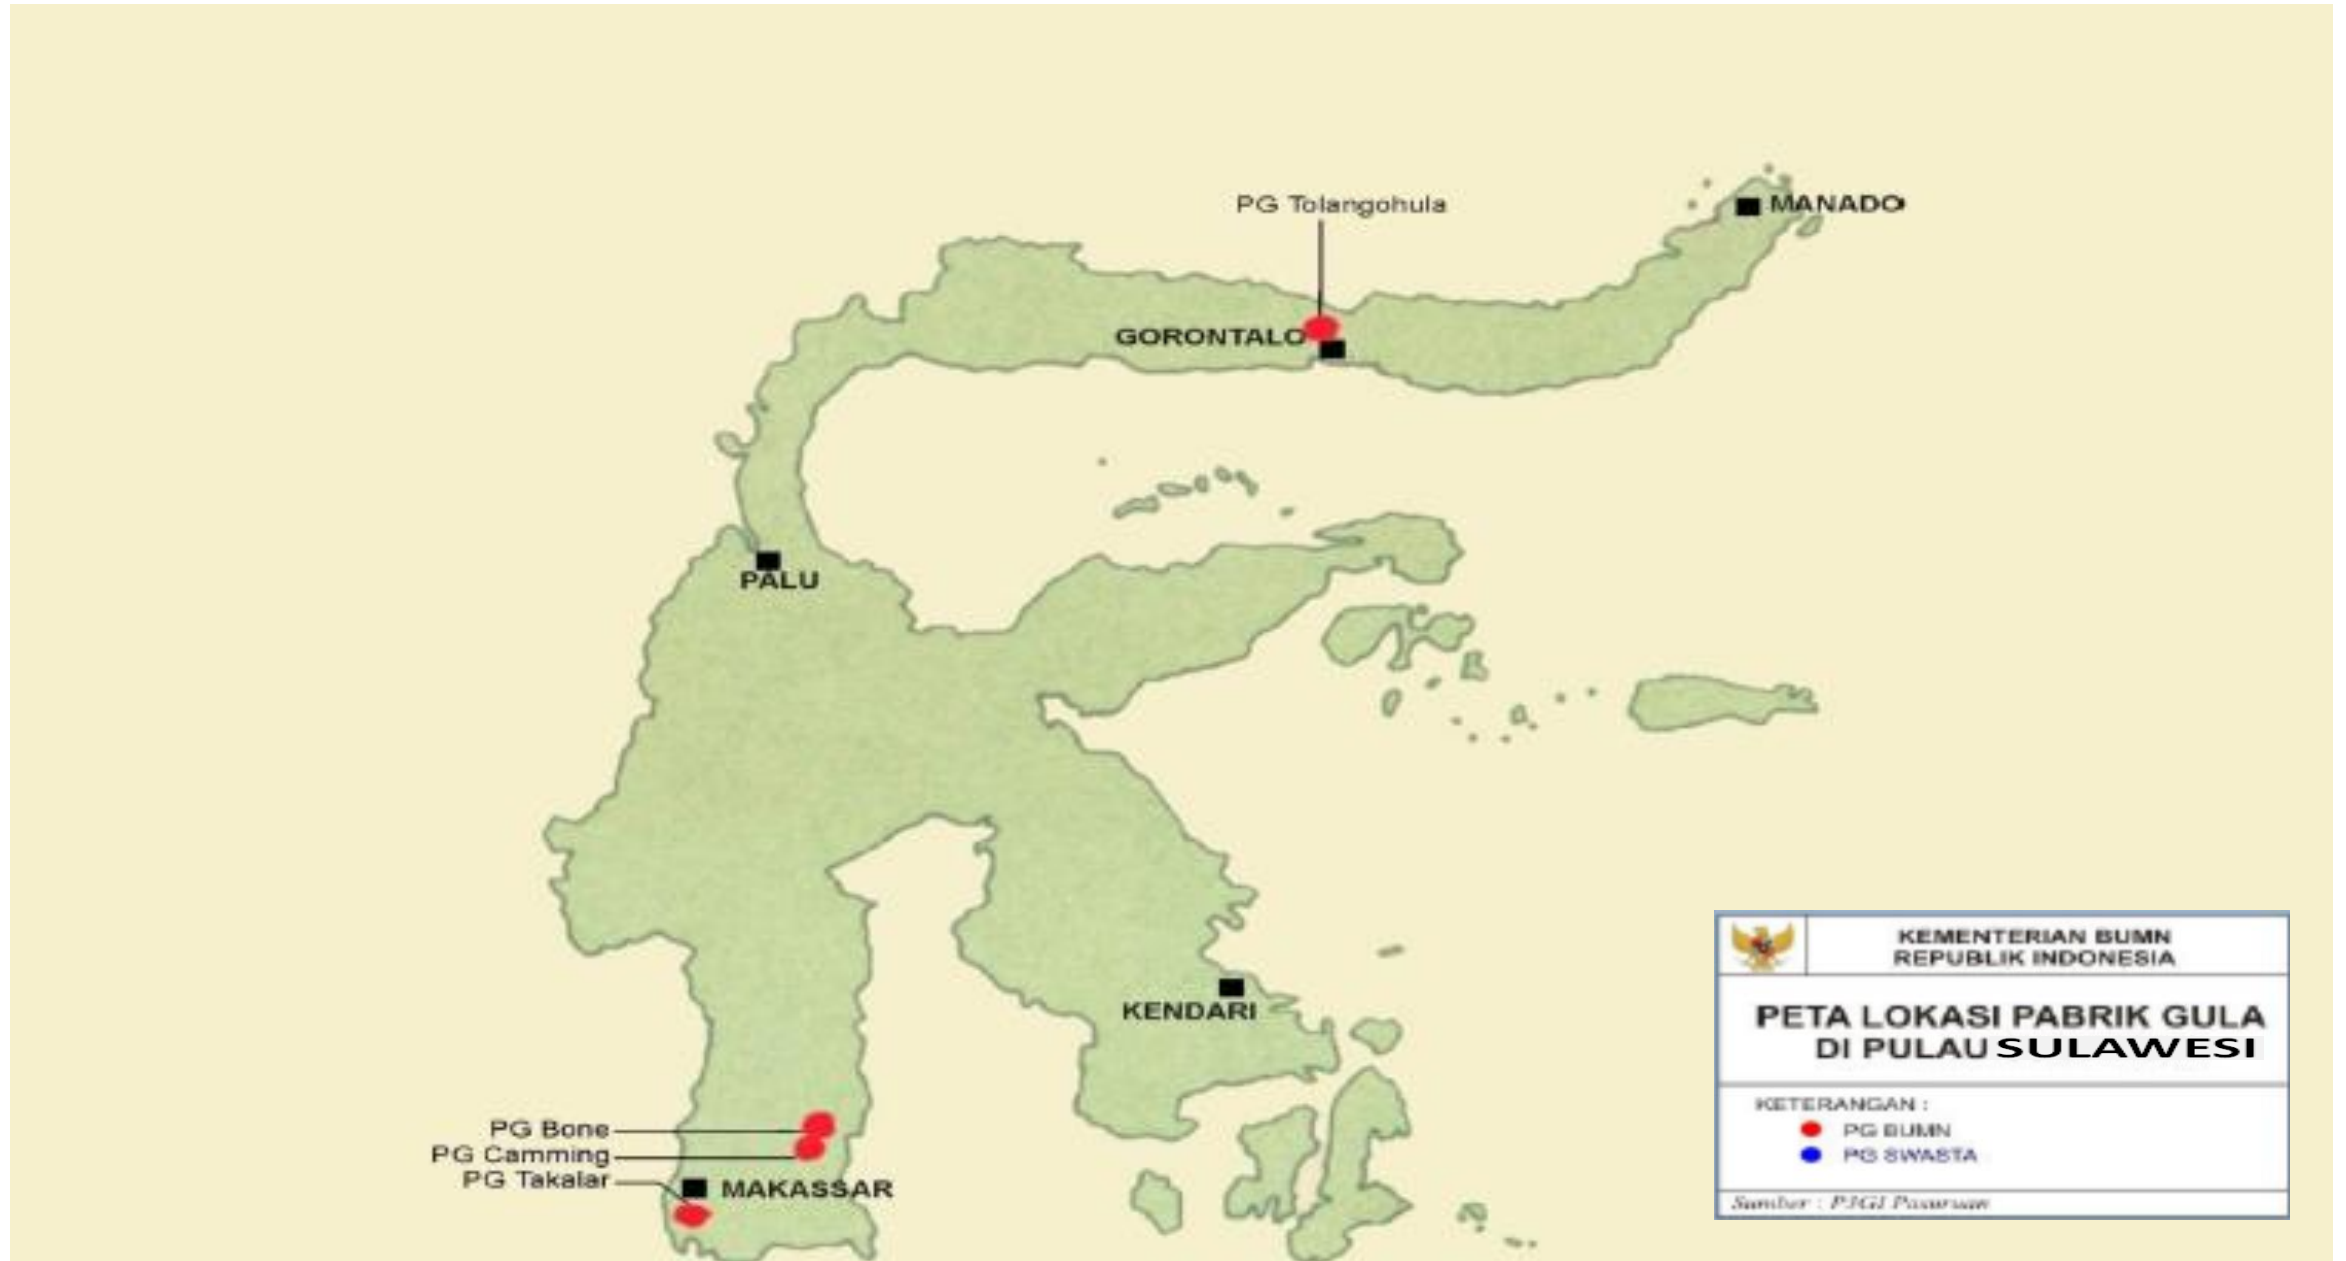 PG Tolangohula
MANADO
GORONTALO
PALU
KENDARI
PG Bone
PG Camming
PG Takalar
MAKASSAR
KEMENTERIAN BUMN
REPUBLIK INDONESIA
PETA LOKASI PABRIK GULA
DI PULAU SULAWESI
KETERANGAN :
PG BUMN
PG SWASTA
Sumber : P3GI Pasuruan